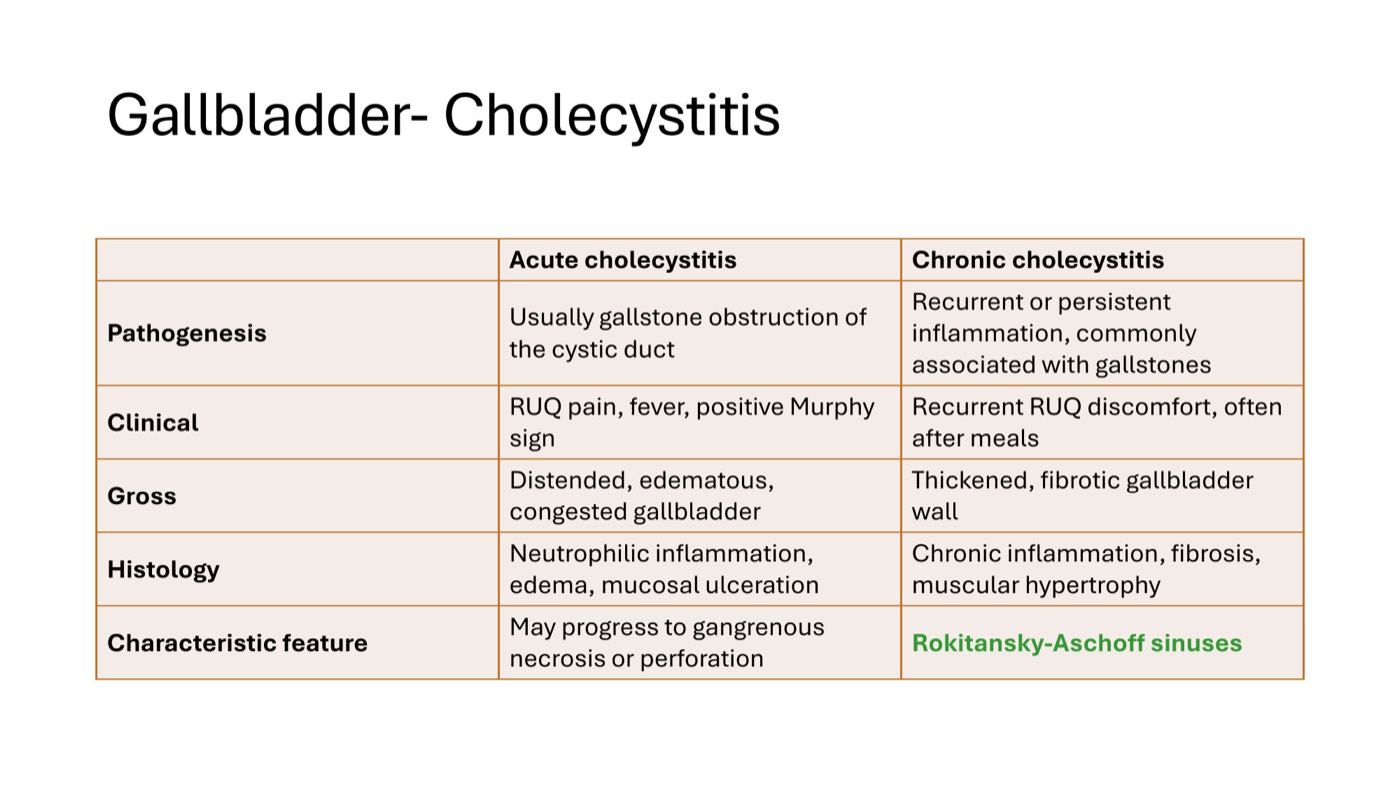 Gallbladder- Cholecystitis
Acute cholecystitis
Chronic cholecystitis
Pathogenesis
Usually gallstone obstruction of
the cystic duct
Recurrent or persistent
inflammation, commonly
associated with gallstones
Clinical
RUQ pain, fever, positive Murphy
sign
Recurrent RUQ discomfort, often
after meals
Gross
Distended, edematous,
congested gallbladder
Thickened, fibrotic gallbladder
wall
Histology
Neutrophilic inflammation,
edema, mucosal ulceration
Chronic inflammation, fibrosis,
muscular hypertrophy
Characteristic feature
May progress to gangrenous
necrosis or perforation
Rokitansky-Aschoff sinuses